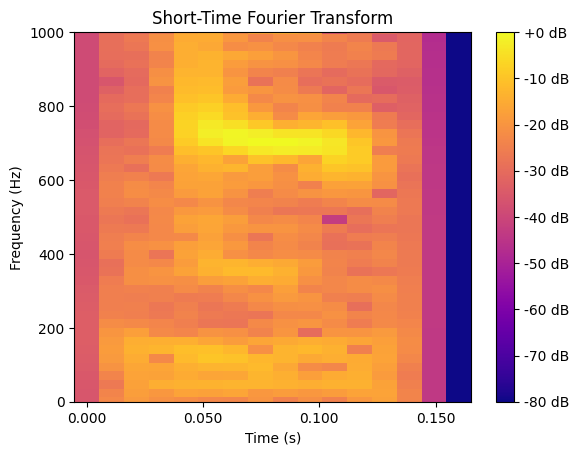 Short-Time Fourier Transform
1000
800
600
400
200
0
Frequency (Hz)
0.000
0.050
0.100
0.150
Time (s)
+0 dB
-10 dB
-20 dB
-30 dB
-40 dB
-50 dB
-60 dB
-70 dB
-80 dB